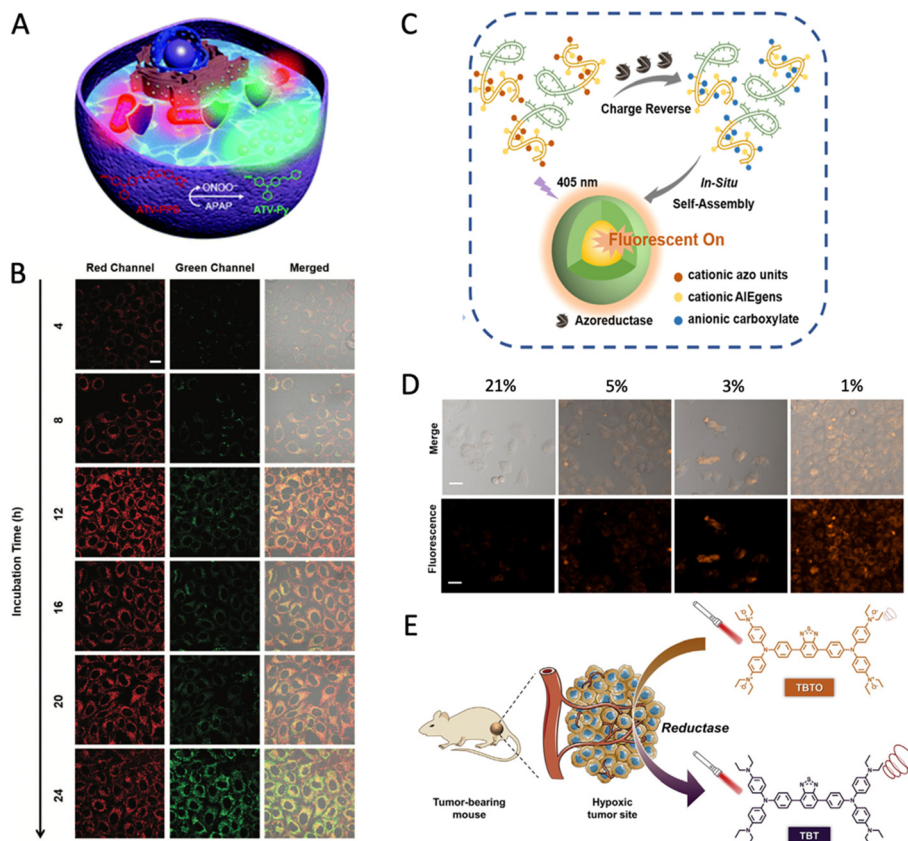 A
ONOO⁻
APAP
ATV-PPB
ATV-Py
B
Red Channel
Green Channel
Merged
Incubation Time (h)
4
8
12
16
20
24
C
Charge Reverse
405 nm
In-Situ
Self-Assembly
Fluorescent On
cationic azo units
cationic AIEgens
anionic carboxylate
Azoreductase
D
21%
5%
3%
1%
Merge
Fluorescence
E
TBTO
Reductase
Tumor-bearing
mouse
Hypoxic
tumor site
TBT